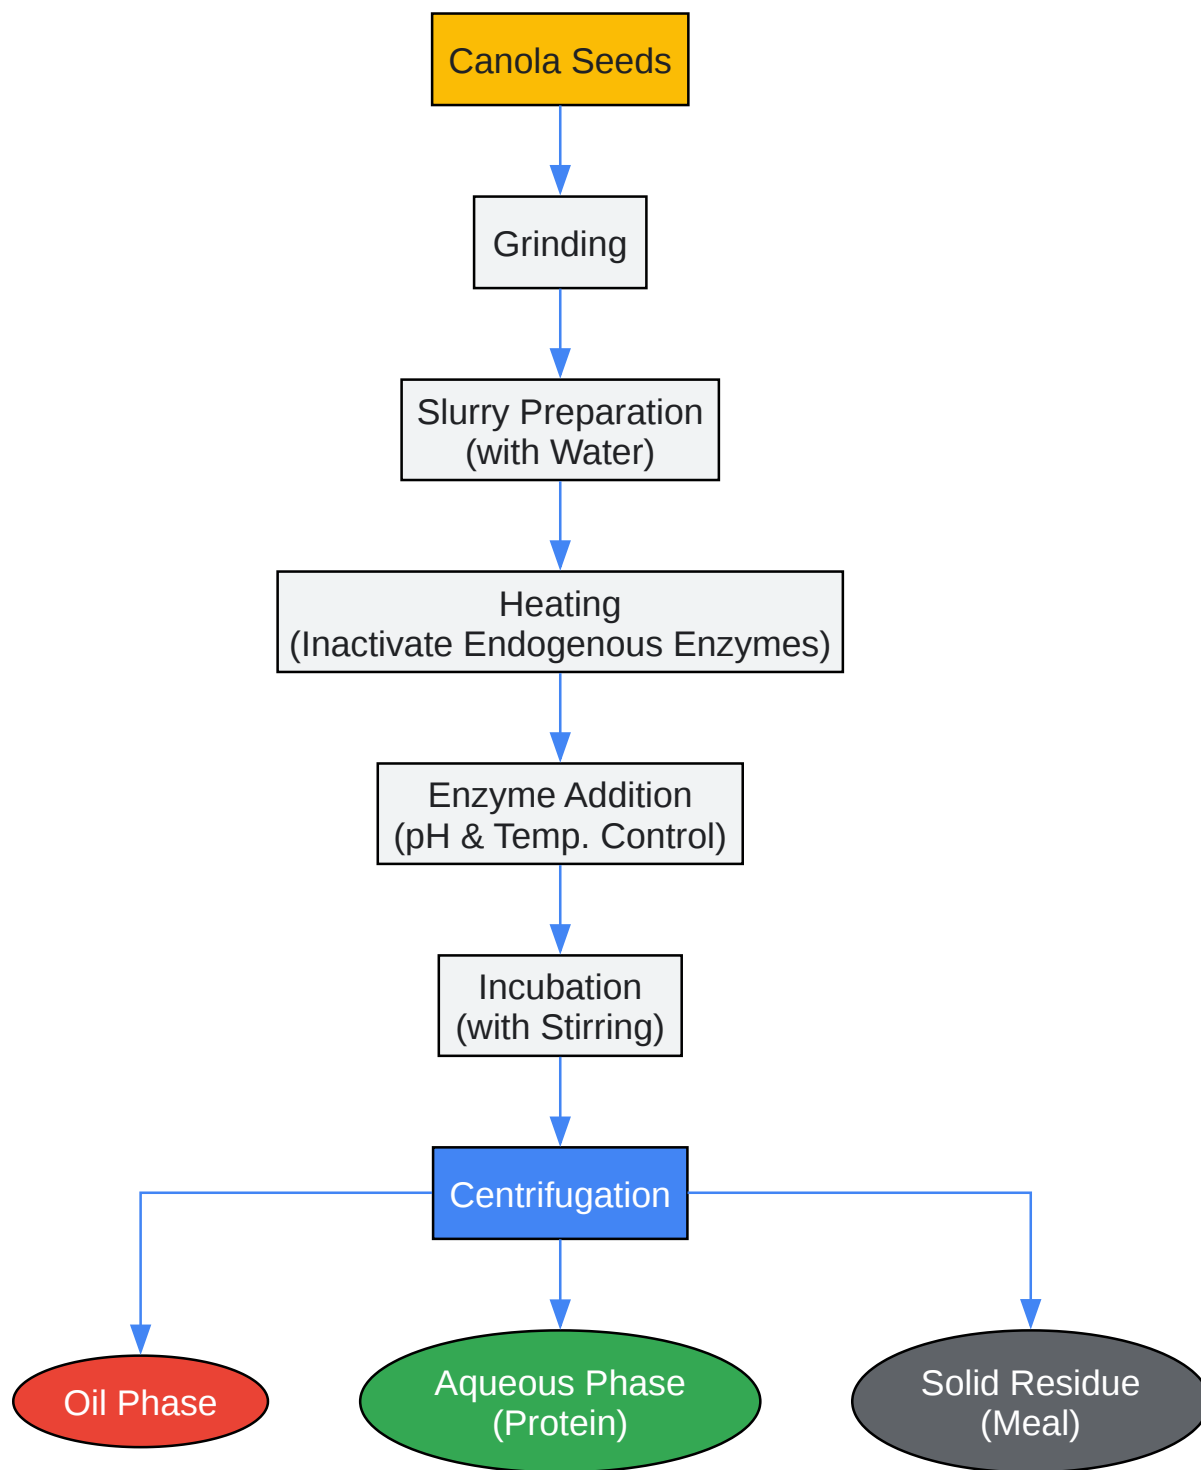 Canola Seeds
Grinding
Slurry Preparation
(with Water)
Heating
(Inactivate Endogenous Enzymes)
Enzyme Addition
(pH & Temp. Control)
Incubation
(with Stirring)
Centrifugation
Oil Phase
Aqueous Phase
(Protein)
Solid Residue
(Meal)